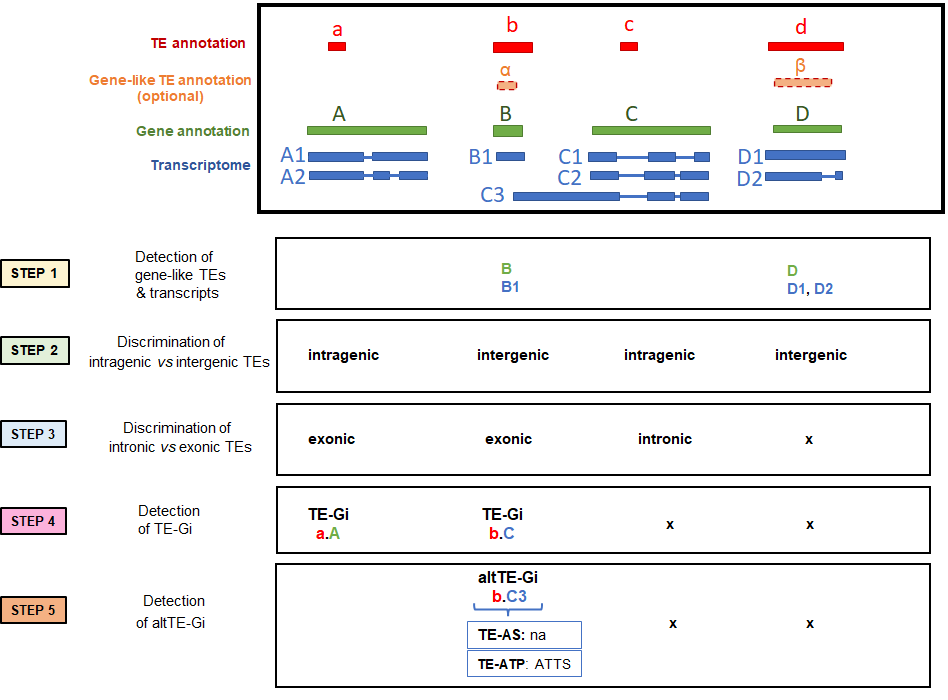 a b c d
TE annotation
Gene-like TE annotation
(optional)
α β
A B C D
Gene annotation
Transcriptome
A1 B1 C1 D1
A2 C2 D2
C3
STEP 1
Detection of
gene-like TEs
& transcripts
B D
B1 D1, D2
STEP 2
Discrimination of
intragenic vs intergenic TEs
intragenic intergenic intragenic intergenic
STEP 3
Discrimination of
intronic vs exonic TEs
exonic exonic intronic x
STEP 4
Detection
of TE-Gi
TE-Gi TE-Gi x x
a.A b.C
STEP 5
Detection
of altTE-Gi
altTE-Gi
b.C3
x x
TE-AS: na
TE-ATP: ATTS